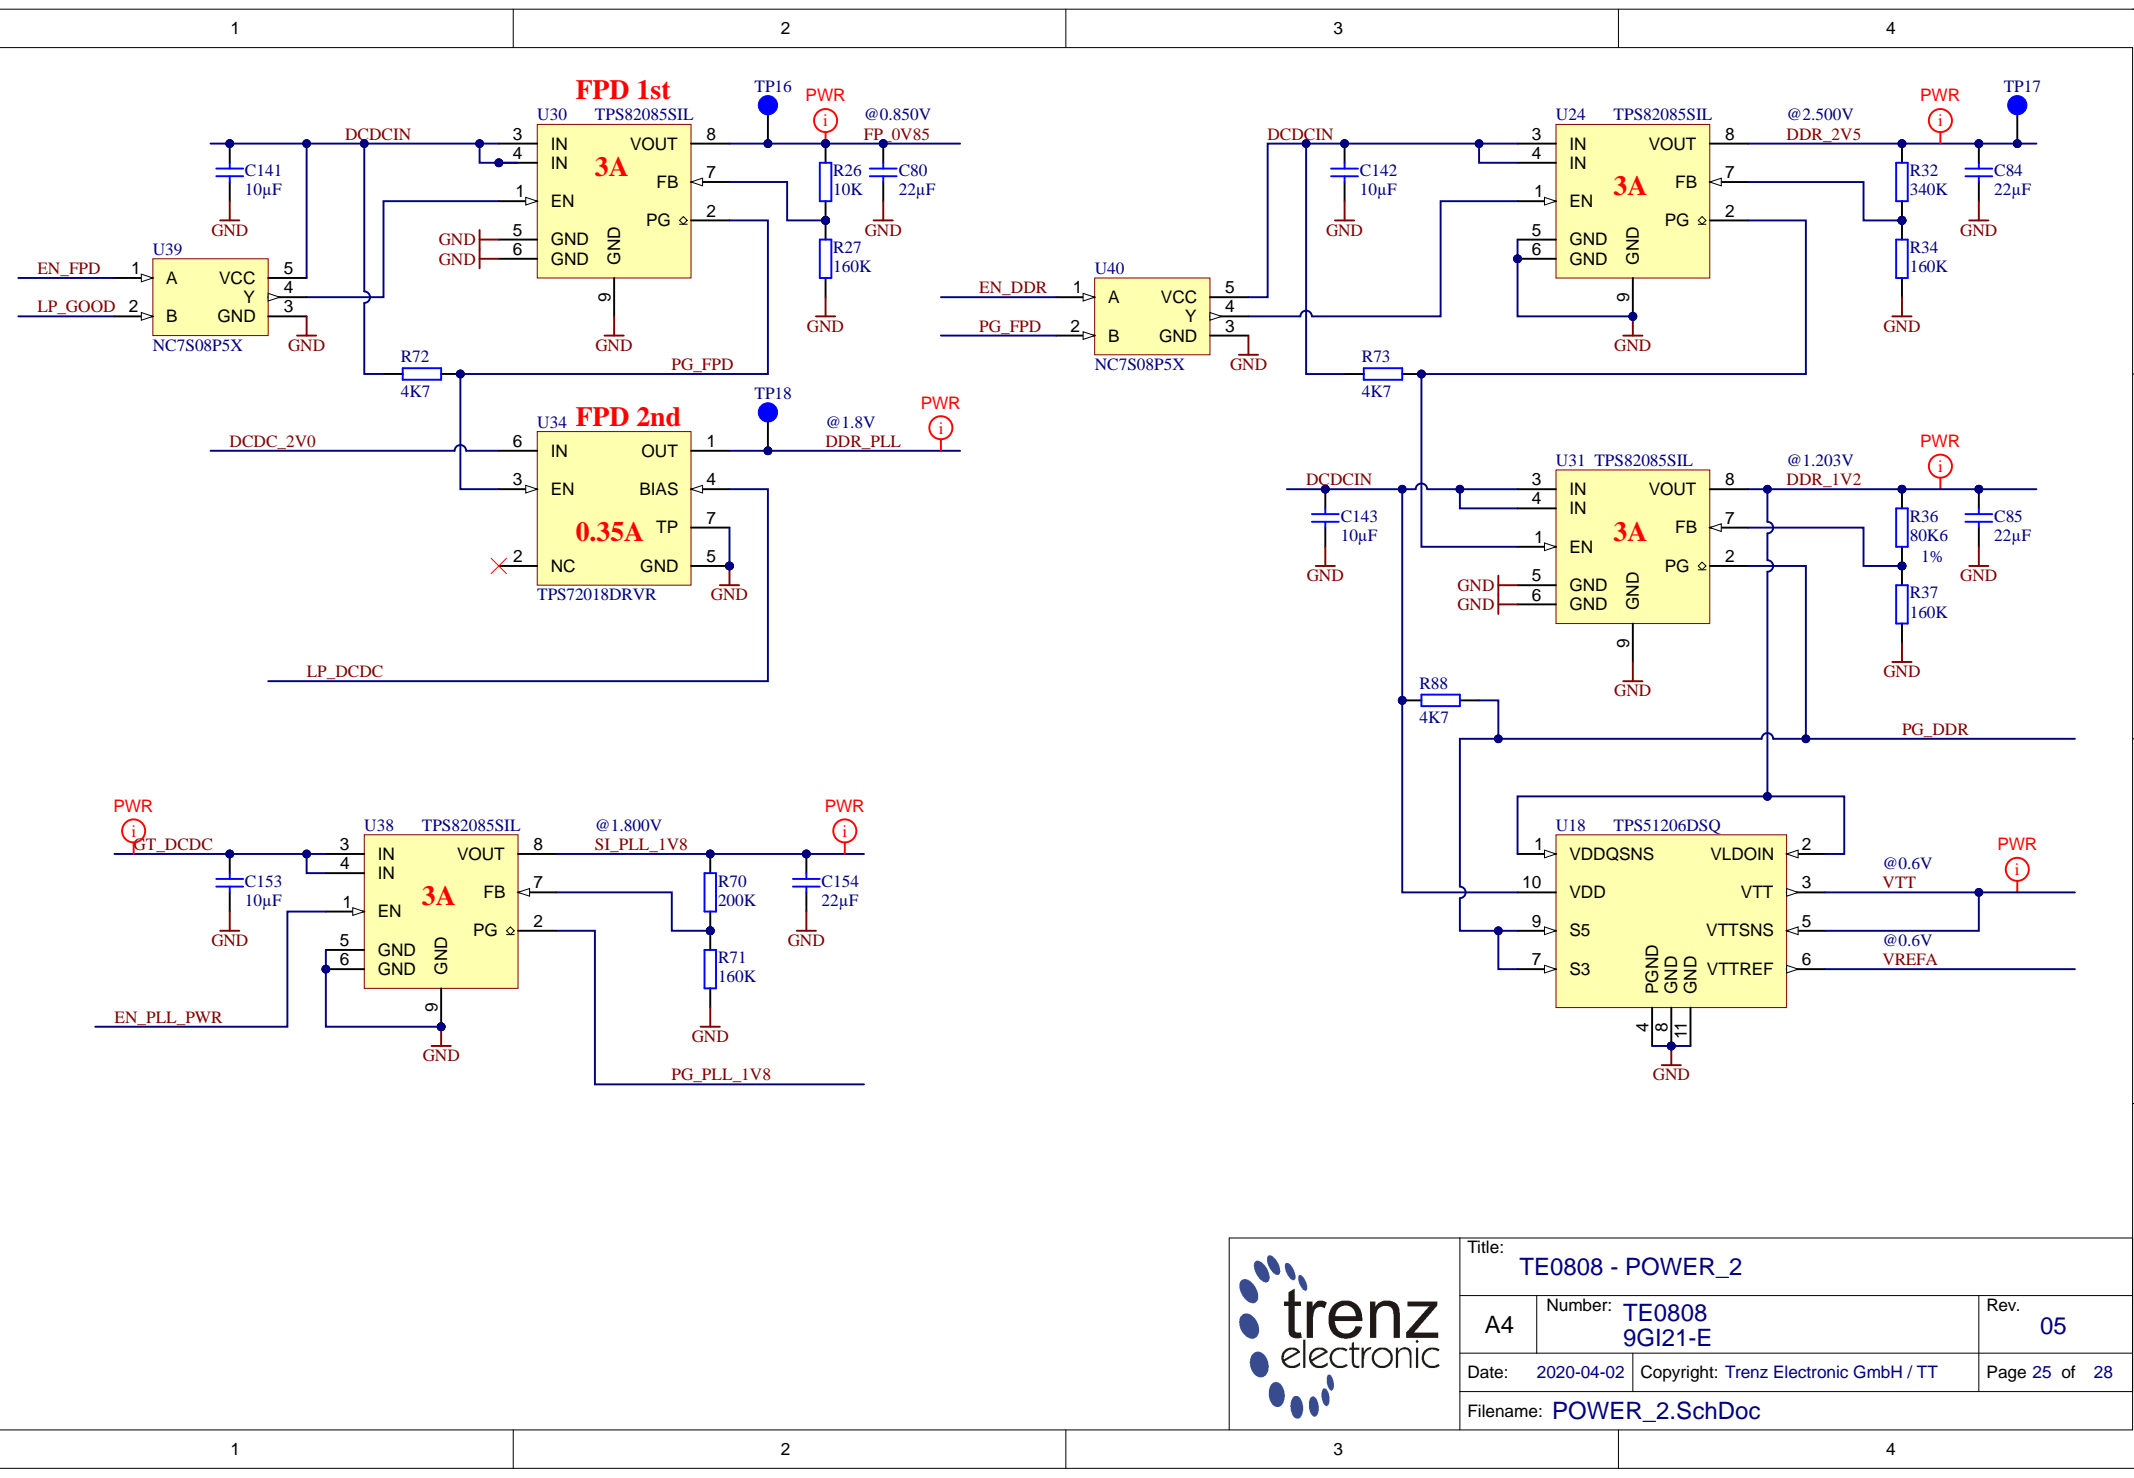 1 2 3 4
FPD 1st
U30 TPS82085SIL
TP16
PWR
i
@0.850V
FP_0V85
DCDCIN
3 IN VOUT 8
4 IN
3A
FB 7
1 EN
PG 2
GND 5 GND
GND 6 GND
GND
9
GND
C141
10µF
GND
R26
10K
C80
22µF
GND
R27
160K
GND
U39
EN_FPD 1 A VCC 5
Y 4
LP_GOOD 2 B GND 3
NC7S08P5X
GND
R72
4K7
PG_FPD
U34 FPD 2nd
TP18
@1.8V
DDR_PLL
PWR
i
DCDC_2V0
6 IN OUT 1
3 EN BIAS 4
0.35A TP 7
2 NC GND 5
TPS72018DRVR
GND
LP_DCDC
PWR
i
GT_DCDC
U38 TPS82085SIL
@1.800V
SI_PLL_1V8
PWR
i
3 IN VOUT 8
4 IN
3A
FB 7
1 EN
PG 2
5 GND
6 GND
GND
9
GND
C153
10µF
GND
R70
200K
C154
22µF
GND
R71
160K
GND
EN_PLL_PWR
PG_PLL_1V8
U24 TPS82085SIL
@2.500V
DDR_2V5
PWR
i
TP17
DCDCIN
3 IN VOUT 8
4 IN
3A
FB 7
1 EN
PG 2
5 GND
6 GND
GND
9
GND
C142
10µF
GND
R32
340K
C84
22µF
GND
R34
160K
GND
U40
EN_DDR 1 A VCC 5
Y 4
PG_FPD 2 B GND 3
NC7S08P5X
GND
R73
4K7
U31 TPS82085SIL
@1.203V
DDR_1V2
PWR
i
DCDCIN
3 IN VOUT 8
4 IN
3A
FB 7
1 EN
PG 2
GND 5 GND
GND 6 GND
GND
9
GND
C143
10µF
GND
R36
80K6
1%
C85
22µF
GND
R37
160K
GND
R88
4K7
PG_DDR
U18 TPS51206DSQ
1 VDDQSNS VLDOIN 2
10 VDD VTT 3
9 S5 VTTSNS 5
7 S3 VTTREF 6
PGND
GND
GND
4
8
11
GND
@0.6V
VTT
PWR
i
@0.6V
VREFA
trenz
electronic
Title:
TE0808 - POWER_2
A4 Number: TE0808
9GI21-E
Rev.
05
Date: 2020-04-02 Copyright: Trenz Electronic GmbH / TT Page 25 of 28
Filename: POWER_2.SchDoc
1 2 3 4